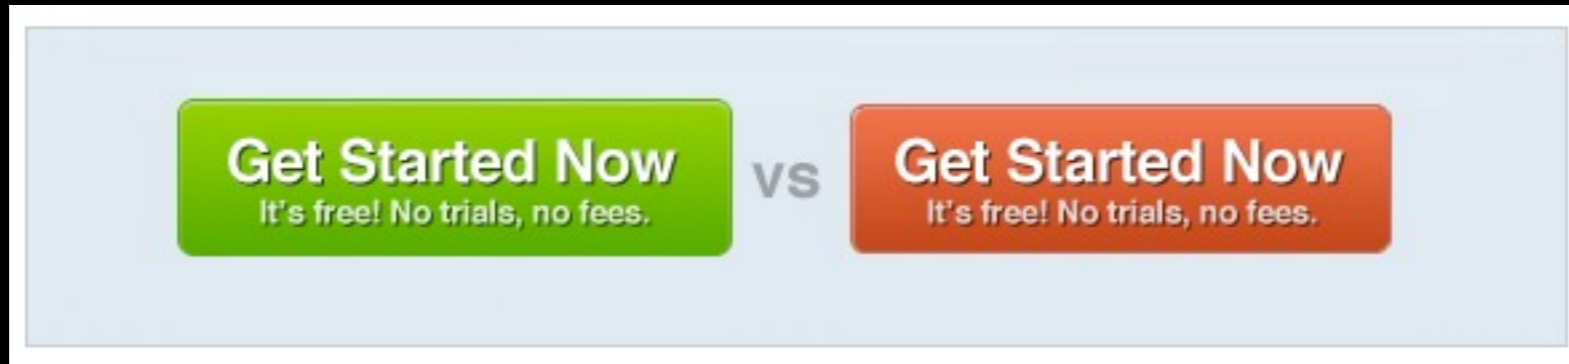 Get Started Now
It's free! No trials, no fees.
vs
Get Started Now
It's free! No trials, no fees.